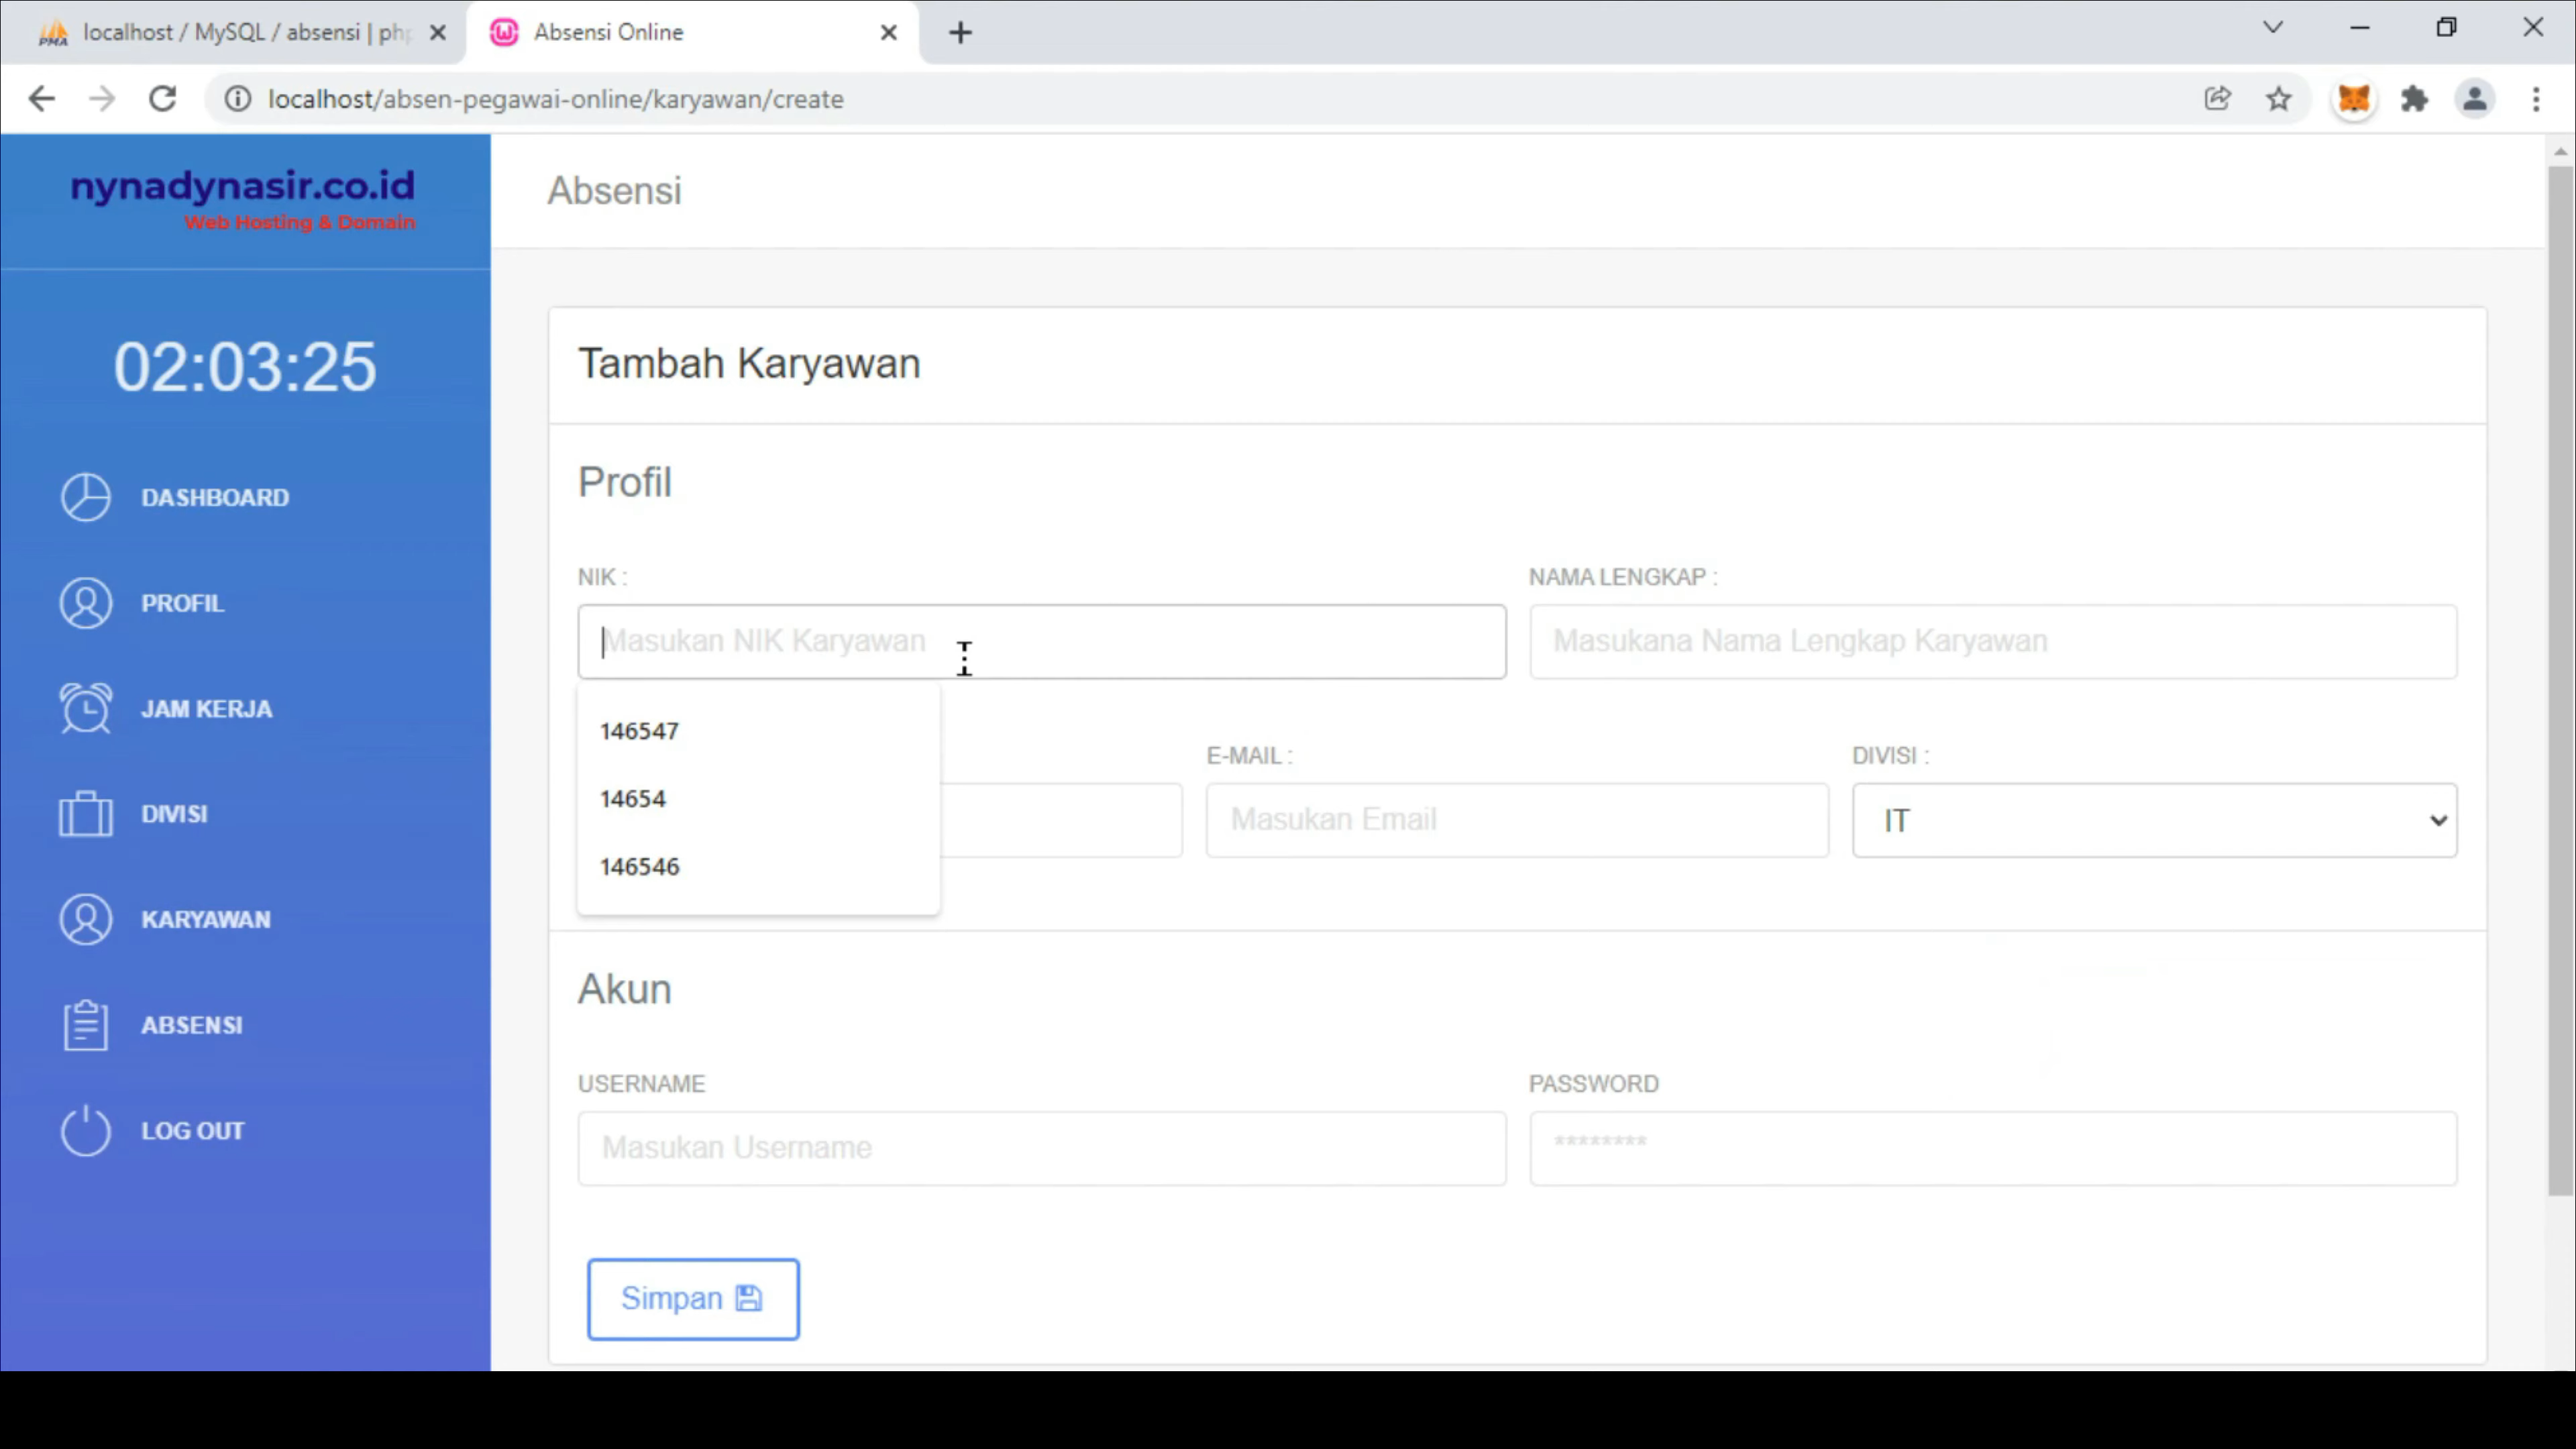 PMA
localhost / MySQL / absensi | php
Absensi Online
localhost/absen-pegawai-online/karyawan/create
nynadynasir.co.id
Web Hosting & Domain
02:03:25
DASHBOARD
PROFIL
JAM KERJA
DIVISI
KARYAWAN
ABSENSI
LOG OUT
Absensi
Tambah Karyawan
Profil
NIK :
NAMA LENGKAP :
Masukan NIK Karyawan
Masukana Nama Lengkap Karyawan
146547
14654
146546
E-MAIL :
DIVISI :
Masukan Email
IT
Akun
USERNAME
PASSWORD
Masukan Username
********
Simpan